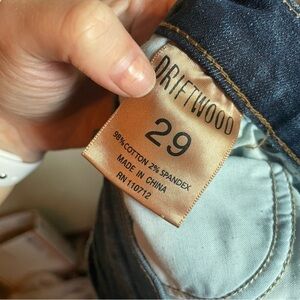 DRIFTWOOD
29
98% COTTON 2% SPANDEX
MADE IN CHINA
RN 110712